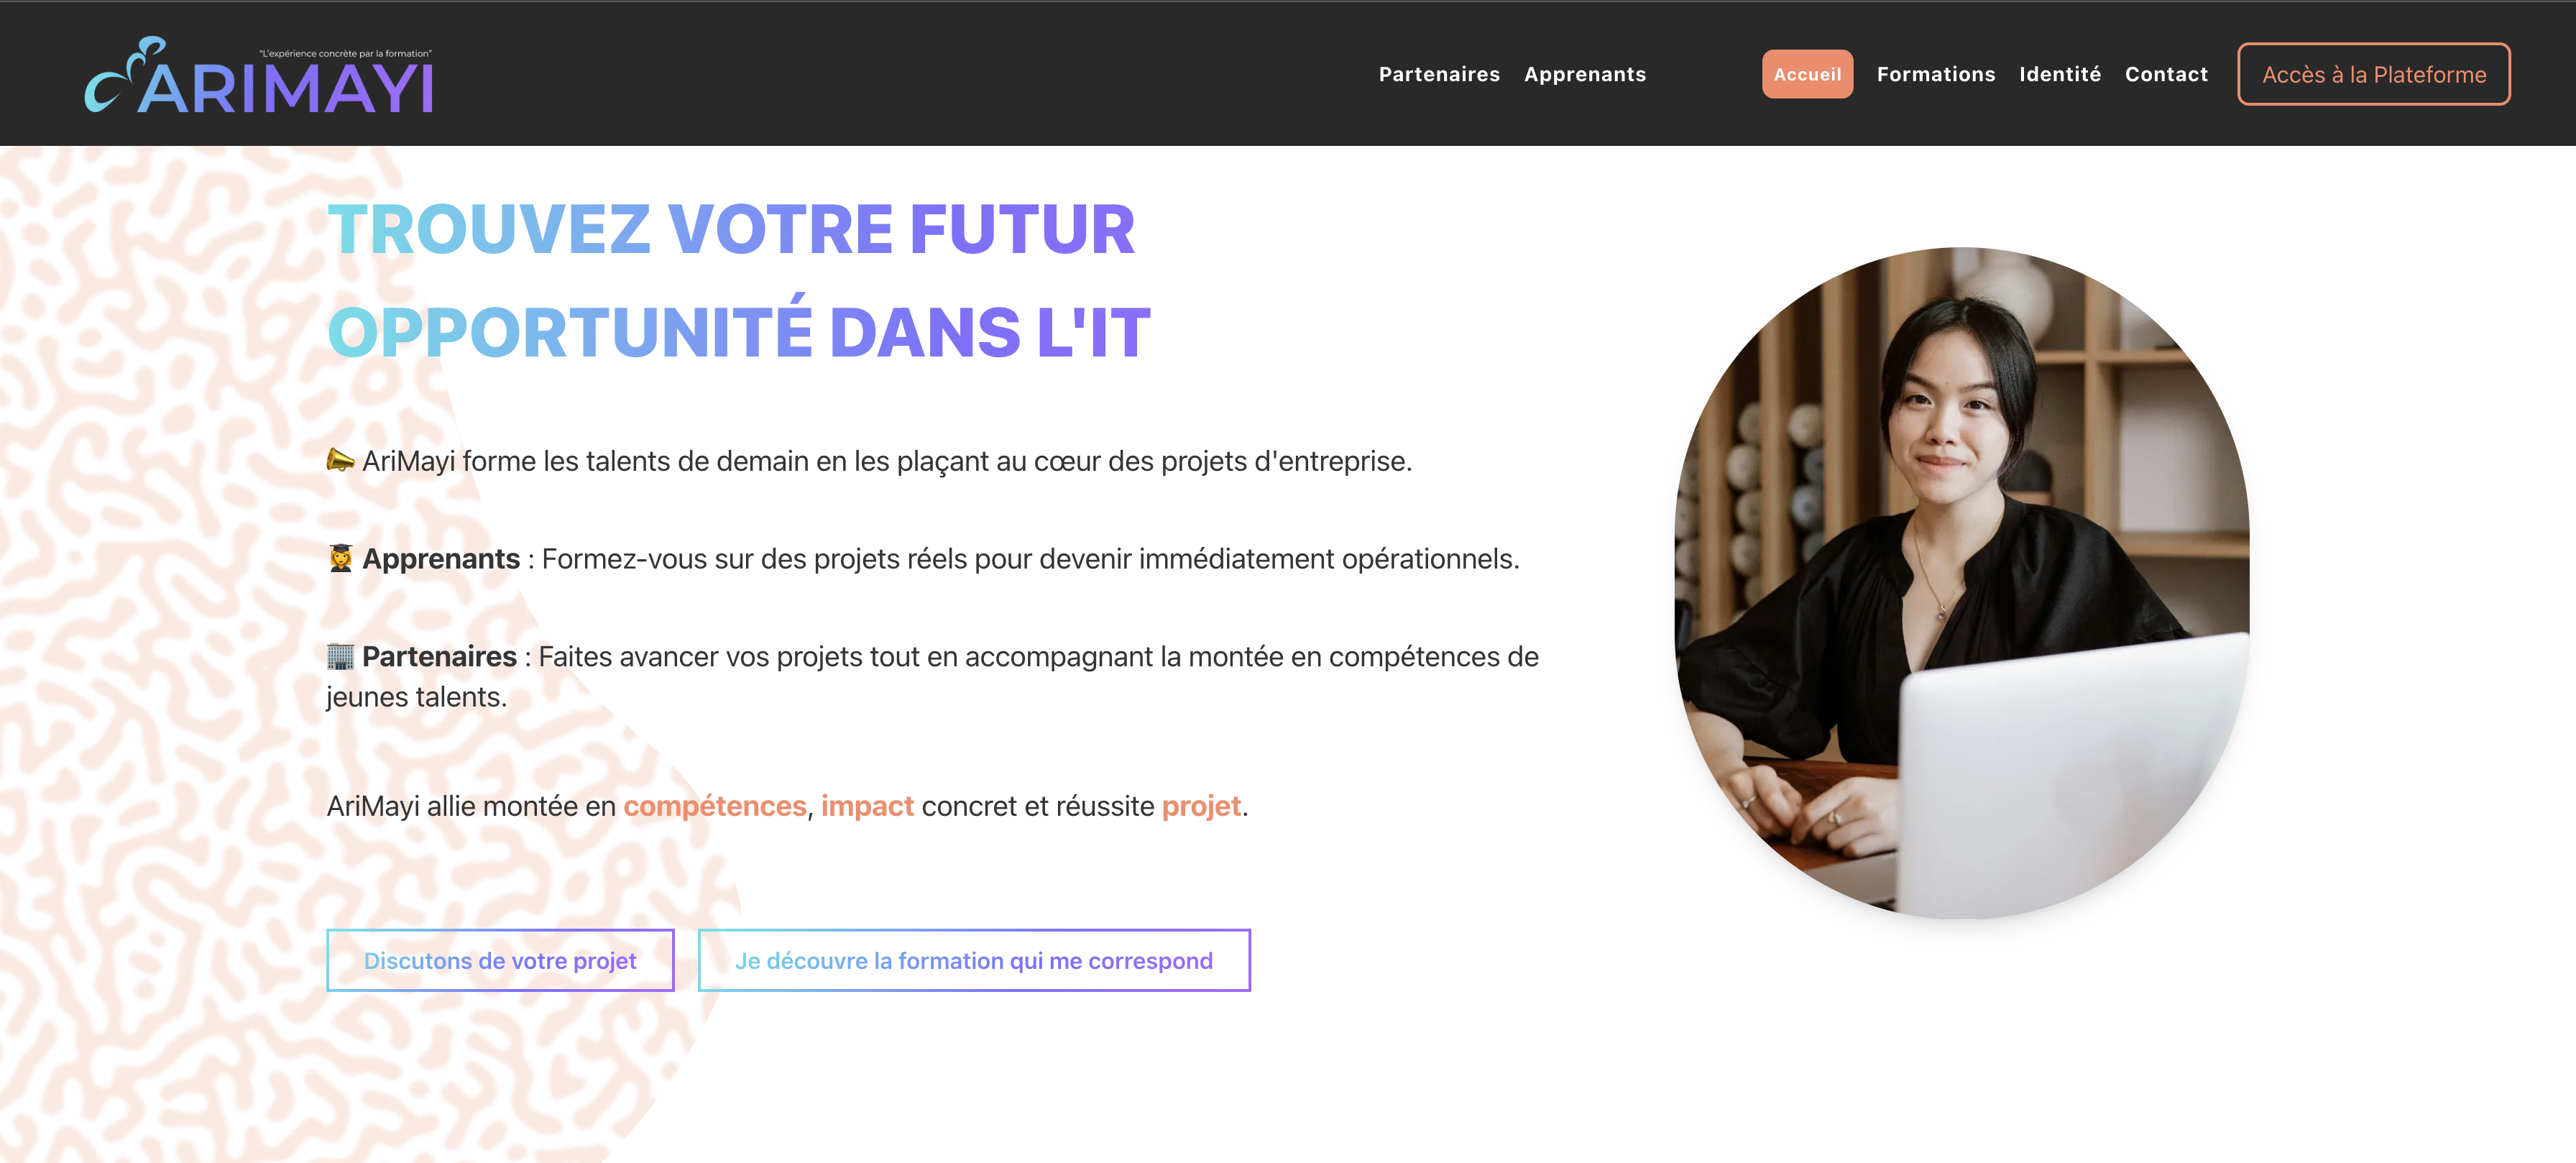 "L'expérience concrète par la formation"
ARIMAYI
Partenaires Apprenants Accueil Formations Identité Contact Accès à la Plateforme
TROUVEZ VOTRE FUTUR
OPPORTUNITÉ DANS L'IT
📣 AriMayi forme les talents de demain en les plaçant au cœur des projets d'entreprise.
👩‍🎓 Apprenants : Formez-vous sur des projets réels pour devenir immédiatement opérationnels.
🏢 Partenaires : Faites avancer vos projets tout en accompagnant la montée en compétences de
jeunes talents.
AriMayi allie montée en compétences, impact concret et réussite projet.
Discutons de votre projet
Je découvre la formation qui me correspond